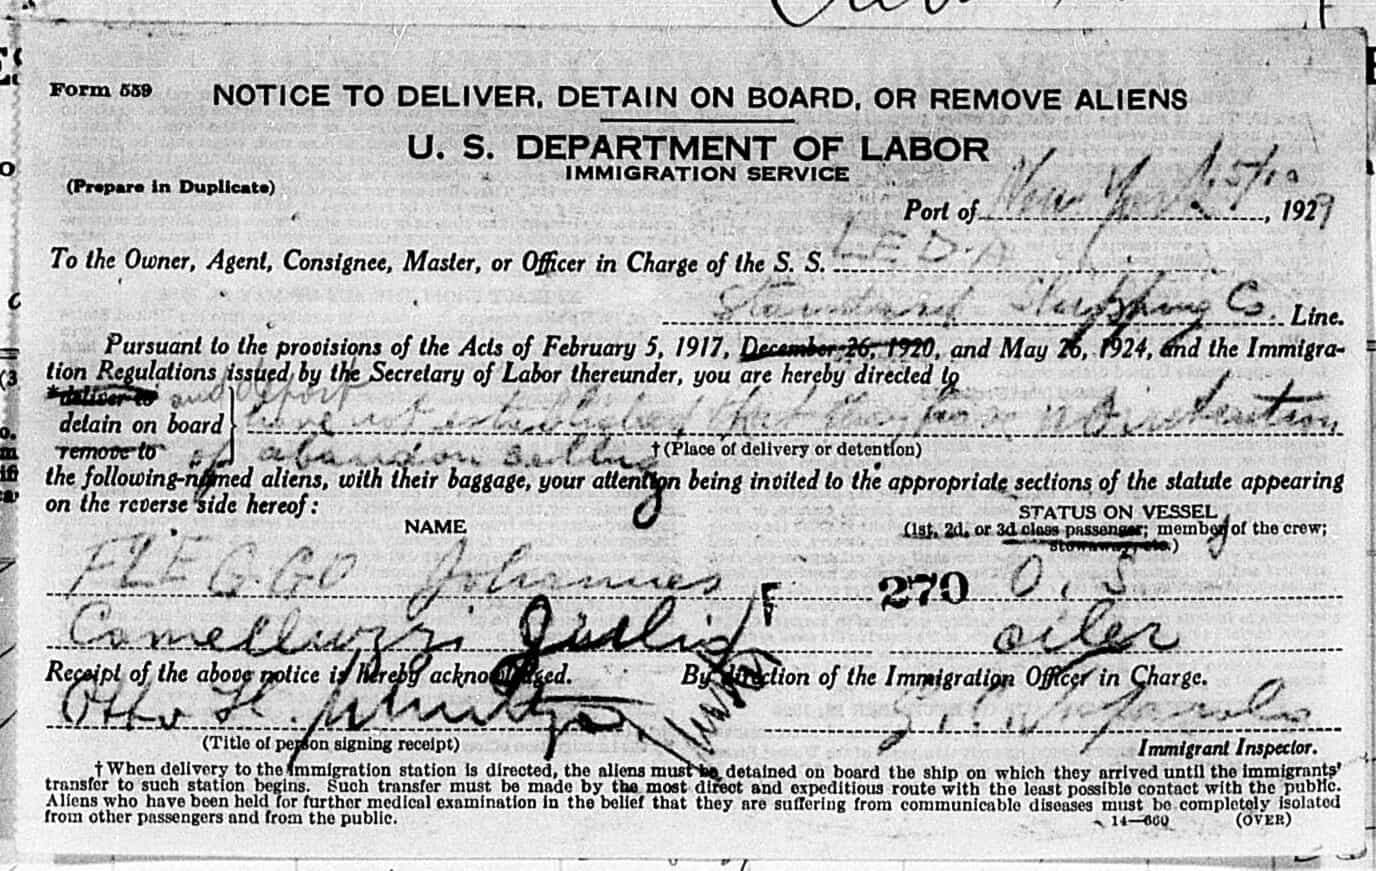 Form 559
NOTICE TO DELIVER, DETAIN ON BOARD, OR REMOVE ALIENS
U. S. DEPARTMENT OF LABOR
IMMIGRATION SERVICE
(Prepare in Duplicate)
Port of New York 5/10, 1929
To the Owner, Agent, Consignee, Master, or Officer in Charge of the S. S. LEDA
Standard Shipping Co. Line.
Pursuant to the provisions of the Acts of February 5, 1917, December 26, 1920, and May 26, 1924, and the Immigra-
tion Regulations issued by the Secretary of Labor thereunder, you are hereby directed to
*deliver to and deport
detain on board have not established that they have no intention
remove to of abandon
†(Place of delivery or detention)
the following-named aliens, with their baggage, your attention being invited to the appropriate sections of the statute appearing
on the reverse side hereof:
NAME
STATUS ON VESSEL
(1st, 2d, or 3d class passenger; member of the crew;
stowaway, etc.)
FLEGGO Johannes 270 O.S.
Camelluzzi Giulio oiler
Receipt of the above notice is hereby acknowledged. By direction of the Immigration Officer in Charge.
Otto H.
(Title of person signing receipt)
Immigrant Inspector.
†When delivery to the immigration station is directed, the aliens must be detained on board the ship on which they arrived until the immigrants'
transfer to such station begins. Such transfer must be made by the most direct and expeditious route with the least possible contact with the public.
Aliens who have been held for further medical examination in the belief that they are suffering from communicable diseases must be completely isolated
from other passengers and from the public.
14—660 (OVER)